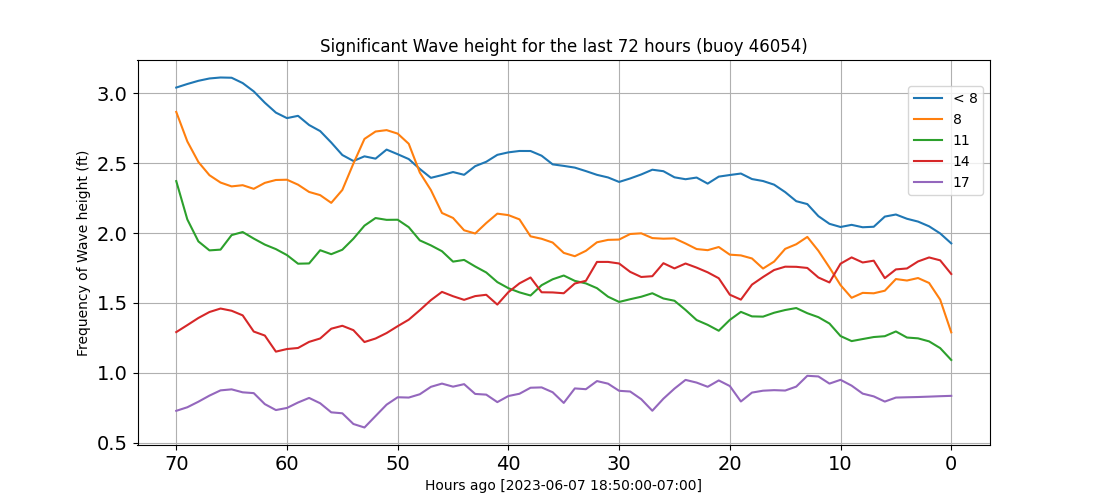 Significant Wave height for the last 72 hours (buoy 46054)
Frequency of Wave height (ft)
3.0
2.5
2.0
1.5
1.0
0.5
< 8
8
11
14
17
70 60 50 40 30 20 10 0
Hours ago [2023-06-07 18:50:00-07:00]